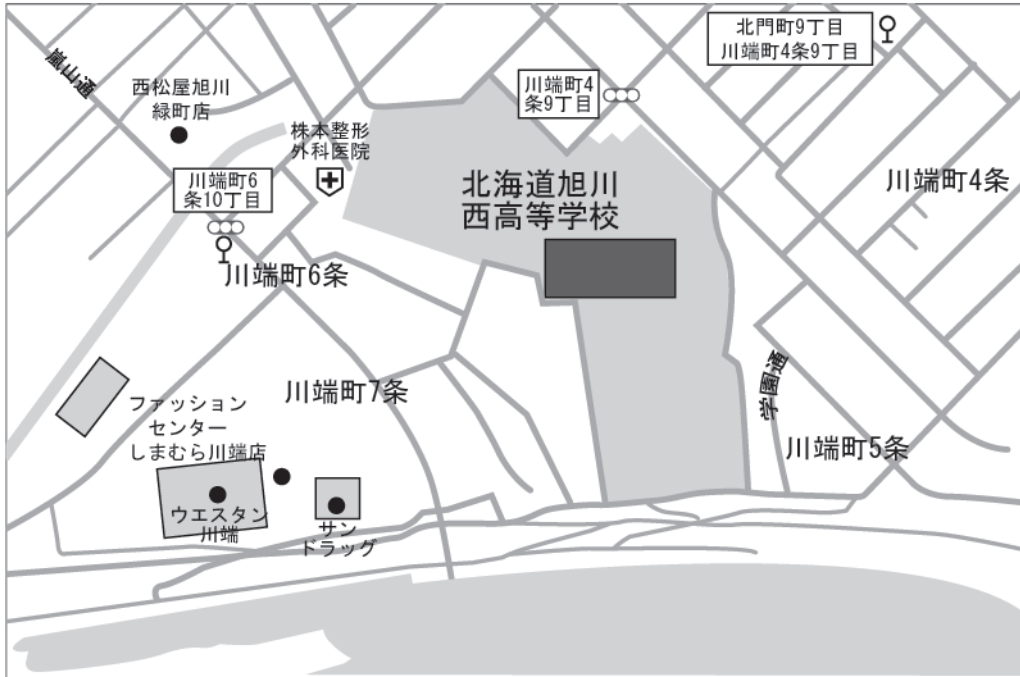 北門町9丁目
川端町4条9丁目
嵐山通
西松屋旭川
緑町店
川端町4
条9丁目
株本整形
外科医院
川端町6
条10丁目
北海道旭川
西高等学校
川端町4条
川端町6条
学園通
川端町7条
ファッション
センター
しまむら川端店
川端町5条
ウエスタン
川端
サン
ドラッグ